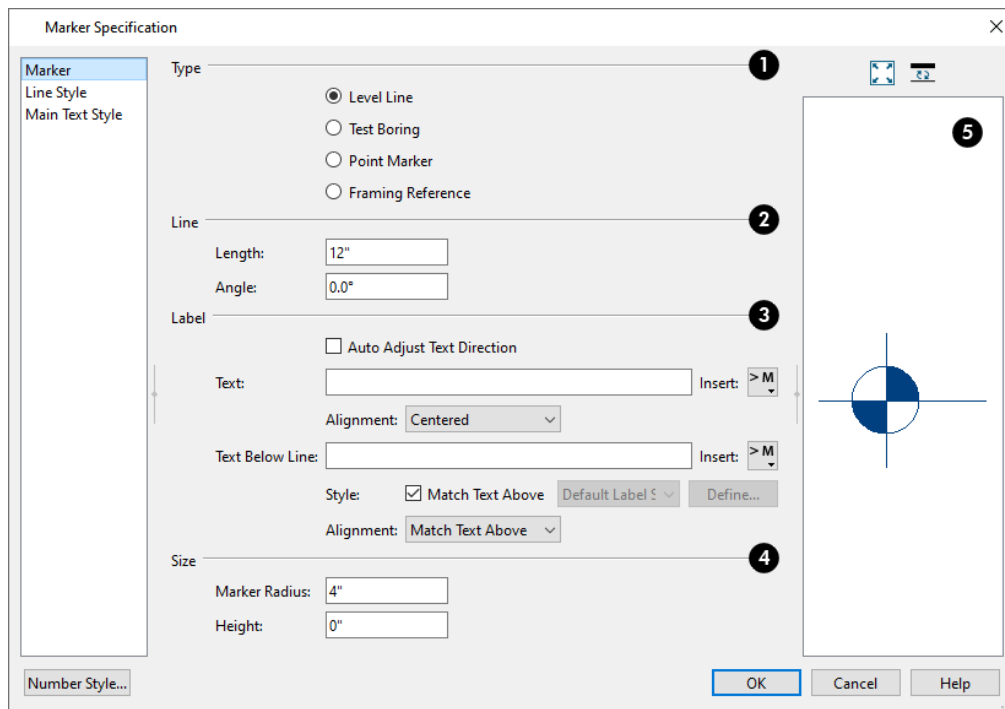 Marker Specification
Marker
Line Style
Main Text Style
Type
1
Level Line
Test Boring
Point Marker
Framing Reference
Line
2
Length:
12"
Angle:
0.0°
Label
3
Auto Adjust Text Direction
Text:
Insert:
> M
Alignment:
Centered
Text Below Line:
Insert:
> M
Style:
Match Text Above
Default Label S
Define...
Alignment:
Match Text Above
Size
4
Marker Radius:
4"
Height:
0"
5
Number Style...
OK
Cancel
Help